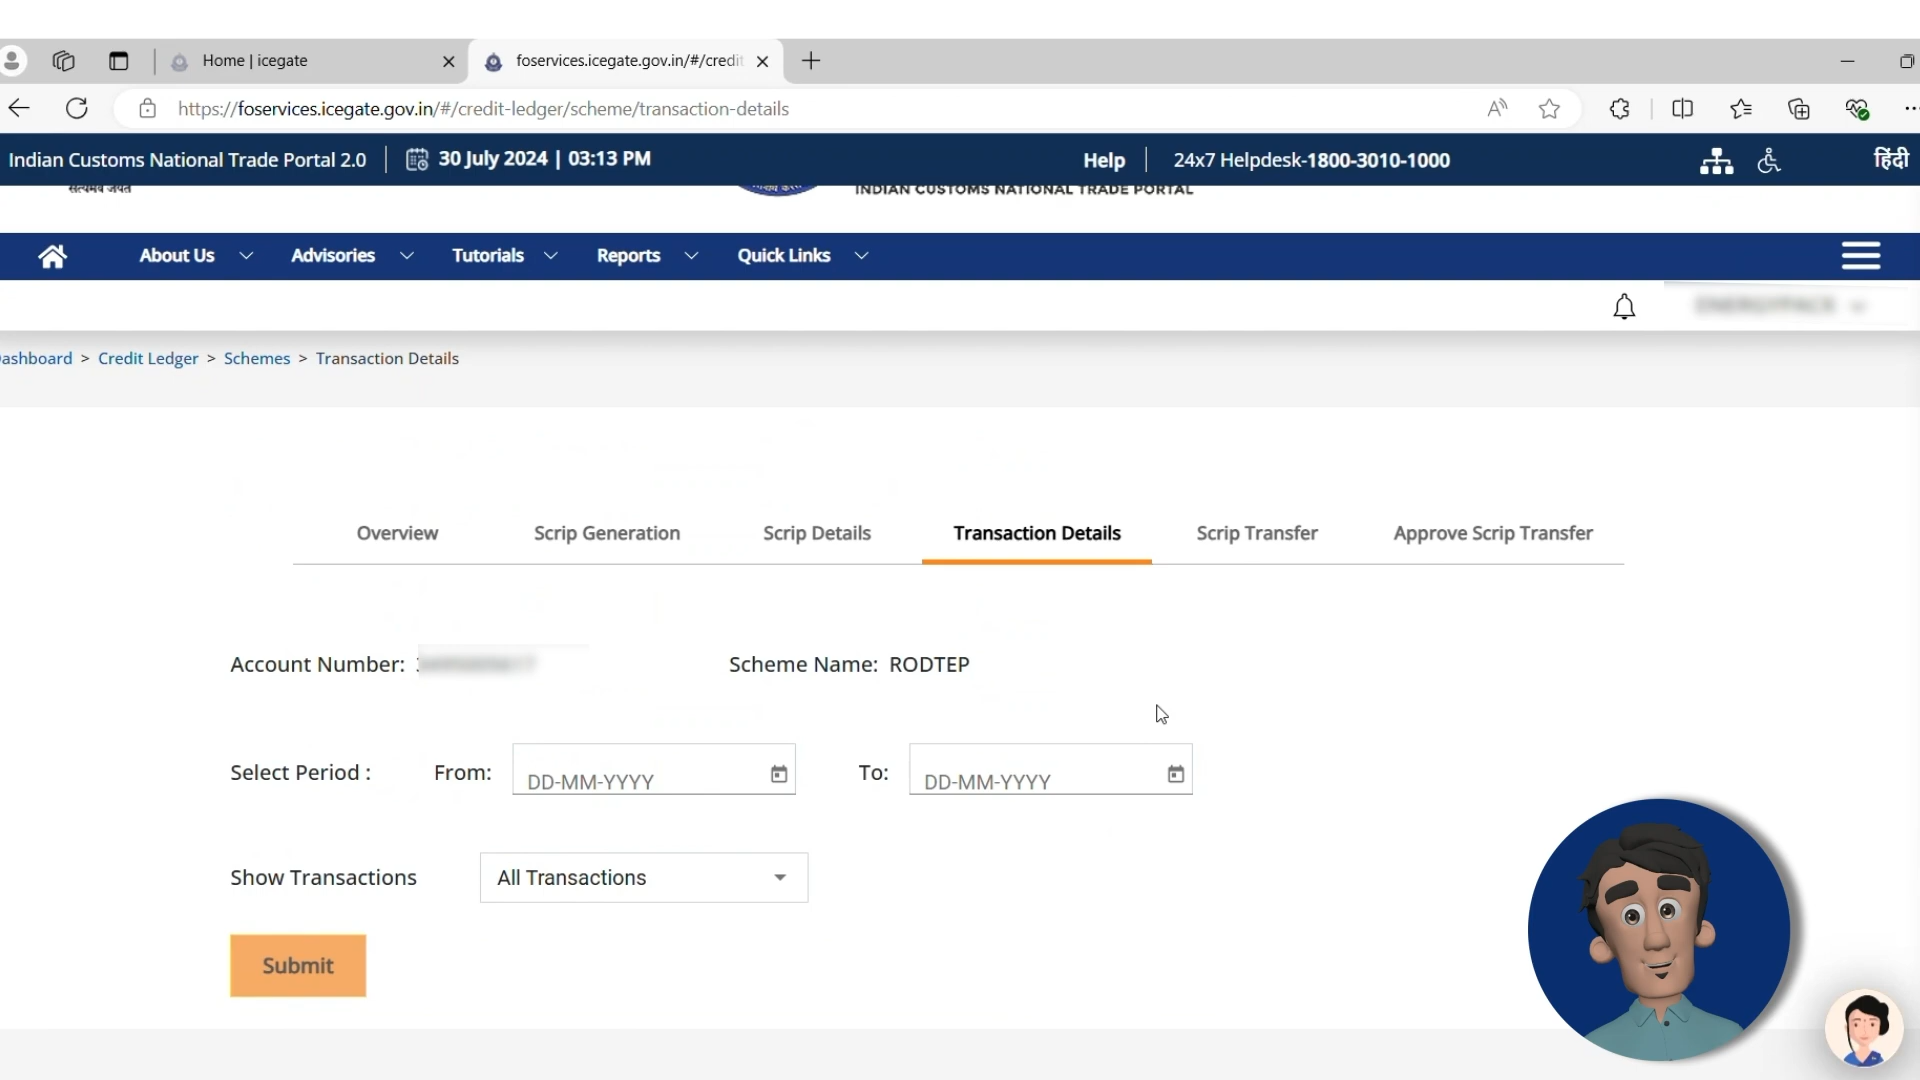 Home | icegate
foservices.icegate.gov.in/#/credit
https://foservices.icegate.gov.in/#/credit-ledger/scheme/transaction-details
Indian Customs National Trade Portal 2.0 30 July 2024 | 03:13 PM Help 24x7 Helpdesk-1800-3010-1000 हिंदी
सत्यमेव जयते
INDIAN CUSTOMS NATIONAL TRADE PORTAL
About Us Advisories Tutorials Reports Quick Links
ashboard > Credit Ledger > Schemes > Transaction Details
Overview Scrip Generation Scrip Details Transaction Details Scrip Transfer Approve Scrip Transfer
Account Number: Scheme Name: RODTEP
Select Period : From: DD-MM-YYYY To: DD-MM-YYYY
Show Transactions All Transactions
Submit